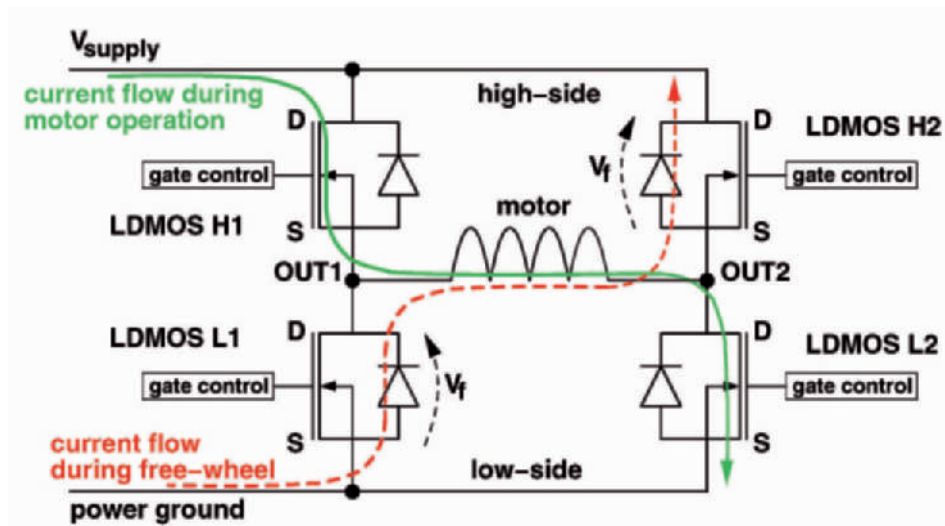 Vsupply
current flow during
motor operation
high-side
D
D
LDMOS H2
gate control
Vf
gate control
LDMOS H1
S
motor
S
OUT1
OUT2
LDMOS L1
D
D
LDMOS L2
gate control
Vf
gate control
S
S
current flow
during free-wheel
low-side
power ground